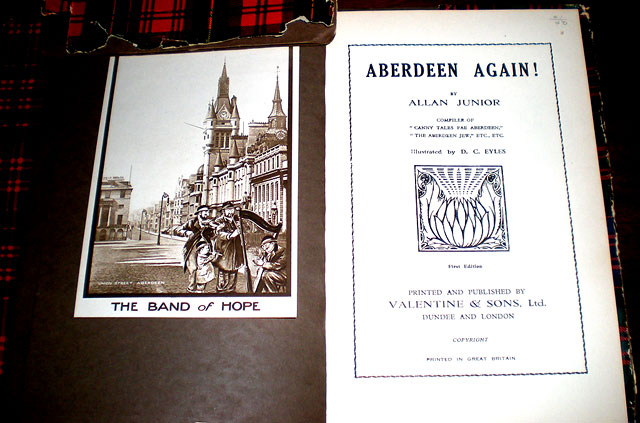 UNION STREET, ABERDEEN
THE BAND of HOPE
ABERDEEN AGAIN!
BY
ALLAN JUNIOR
COMPILER OF
"CANNY TALES FAE ABERDEEN,"
"THE ABERDEEN JEW," ETC., ETC.
Illustrated by D. C. EYLES
First Edition
PRINTED AND PUBLISHED BY
VALENTINE & SONS, Ltd.
DUNDEE AND LONDON
COPYRIGHT
PRINTED IN GREAT BRITAIN